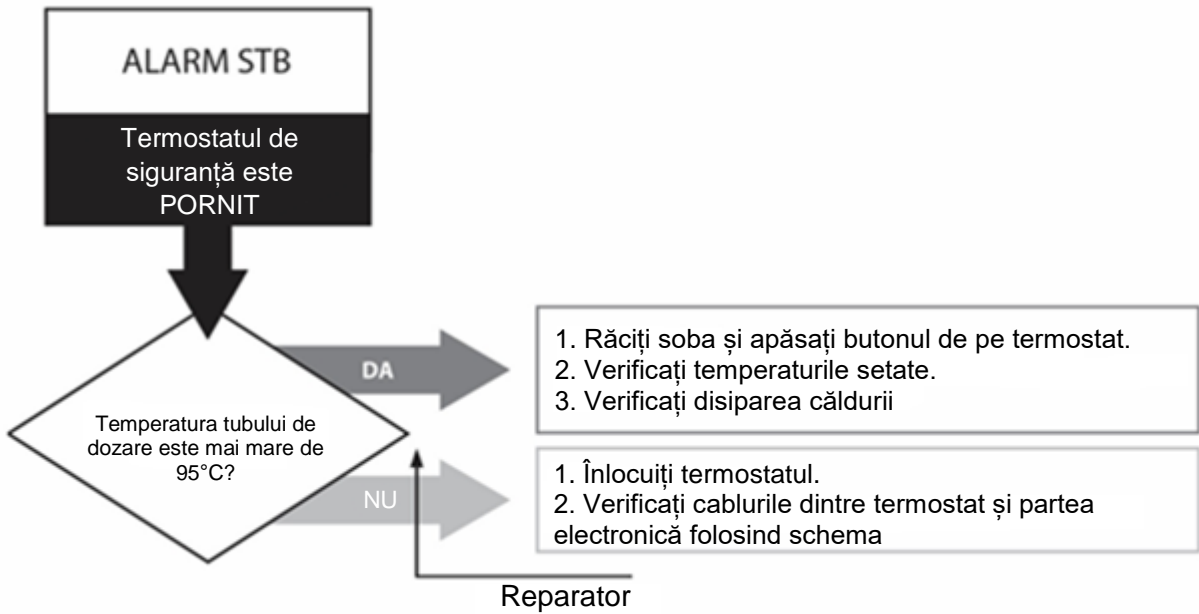 ALARM STB
Termostatul de
siguranță este
PORNIT
Temperatura tubului de
dozare este mai mare de
95°C?
DA
1. Răciți soba și apăsați butonul de pe termostat.
2. Verificați temperaturile setate.
3. Verificați disiparea căldurii
NU
1. Înlocuiți termostatul.
2. Verificați cablurile dintre termostat și partea
electronică folosind schema
Reparator